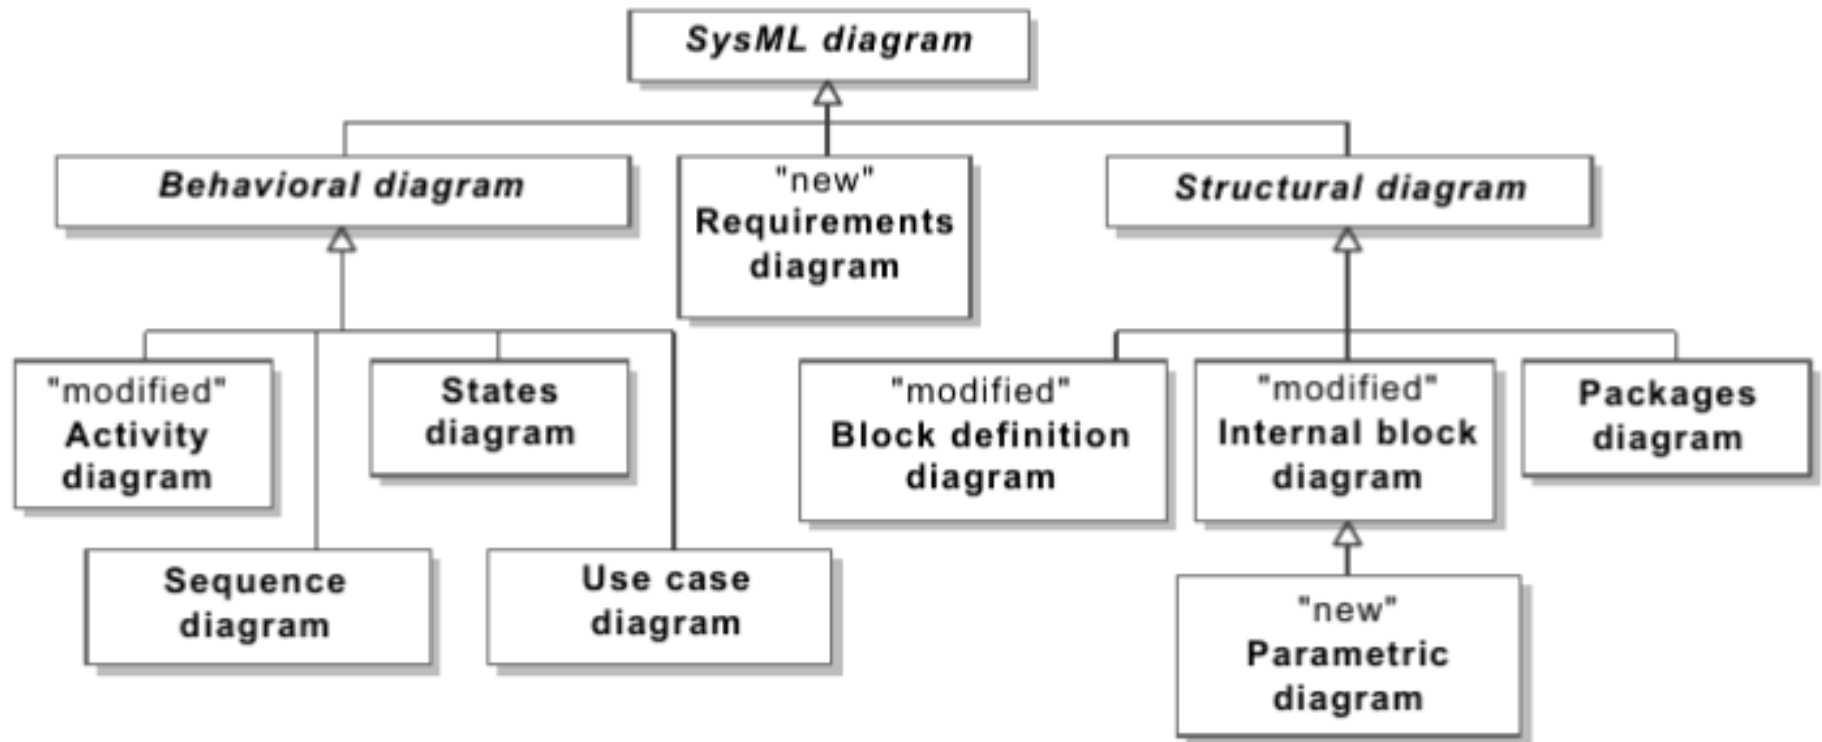 SysML diagram
Behavioral diagram
"new"
Requirements
diagram
Structural diagram
"modified"
Activity
diagram
States
diagram
"modified"
Block definition
diagram
"modified"
Internal block
diagram
Packages
diagram
Sequence
diagram
Use case
diagram
"new"
Parametric
diagram